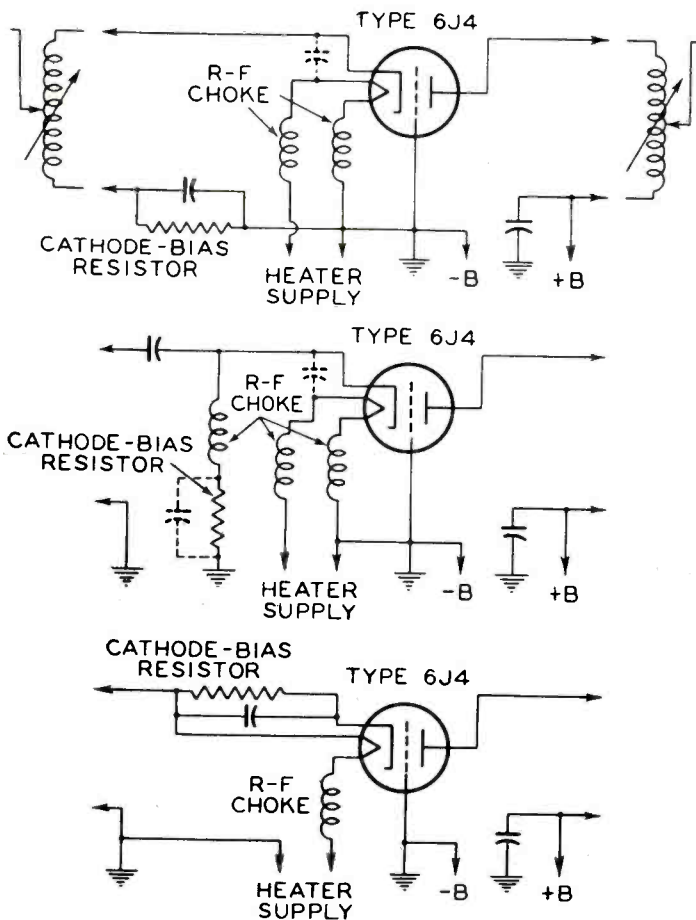 TYPE 6J4
R-F
CHOKE
CATHODE-BIAS
RESISTOR
HEATER
SUPPLY
-B
+B
TYPE 6J4
R-F
CHOKE
CATHODE-BIAS
RESISTOR
HEATER
SUPPLY
-B
+B
CATHODE-BIAS
RESISTOR
TYPE 6J4
R-F
CHOKE
HEATER
SUPPLY
-B
+B